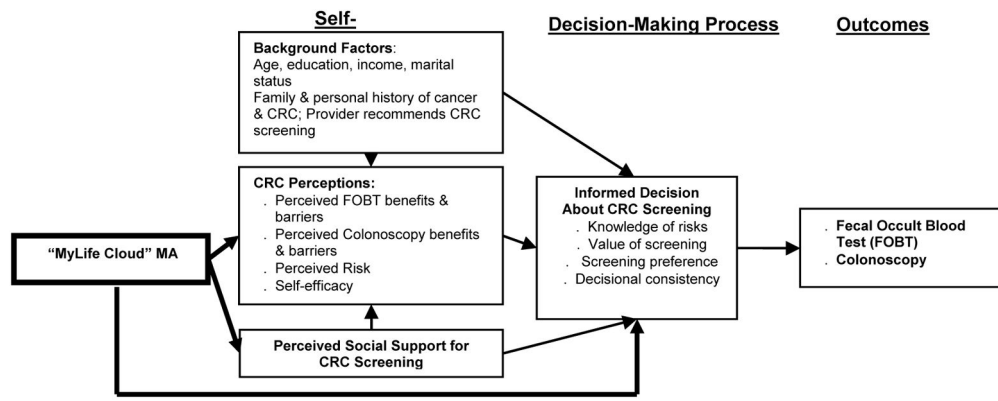 Self-
Decision-Making Process
Outcomes
Background Factors:
Age, education, income, marital
status
Family & personal history of cancer
& CRC; Provider recommends CRC
screening
CRC Perceptions:
. Perceived FOBT benefits &
barriers
. Perceived Colonoscopy benefits
& barriers
. Perceived Risk
. Self-efficacy
"MyLife Cloud" MA
Perceived Social Support for
CRC Screening
Informed Decision
About CRC Screening
. Knowledge of risks
. Value of screening
. Screening preference
. Decisional consistency
. Fecal Occult Blood
Test (FOBT)
. Colonoscopy